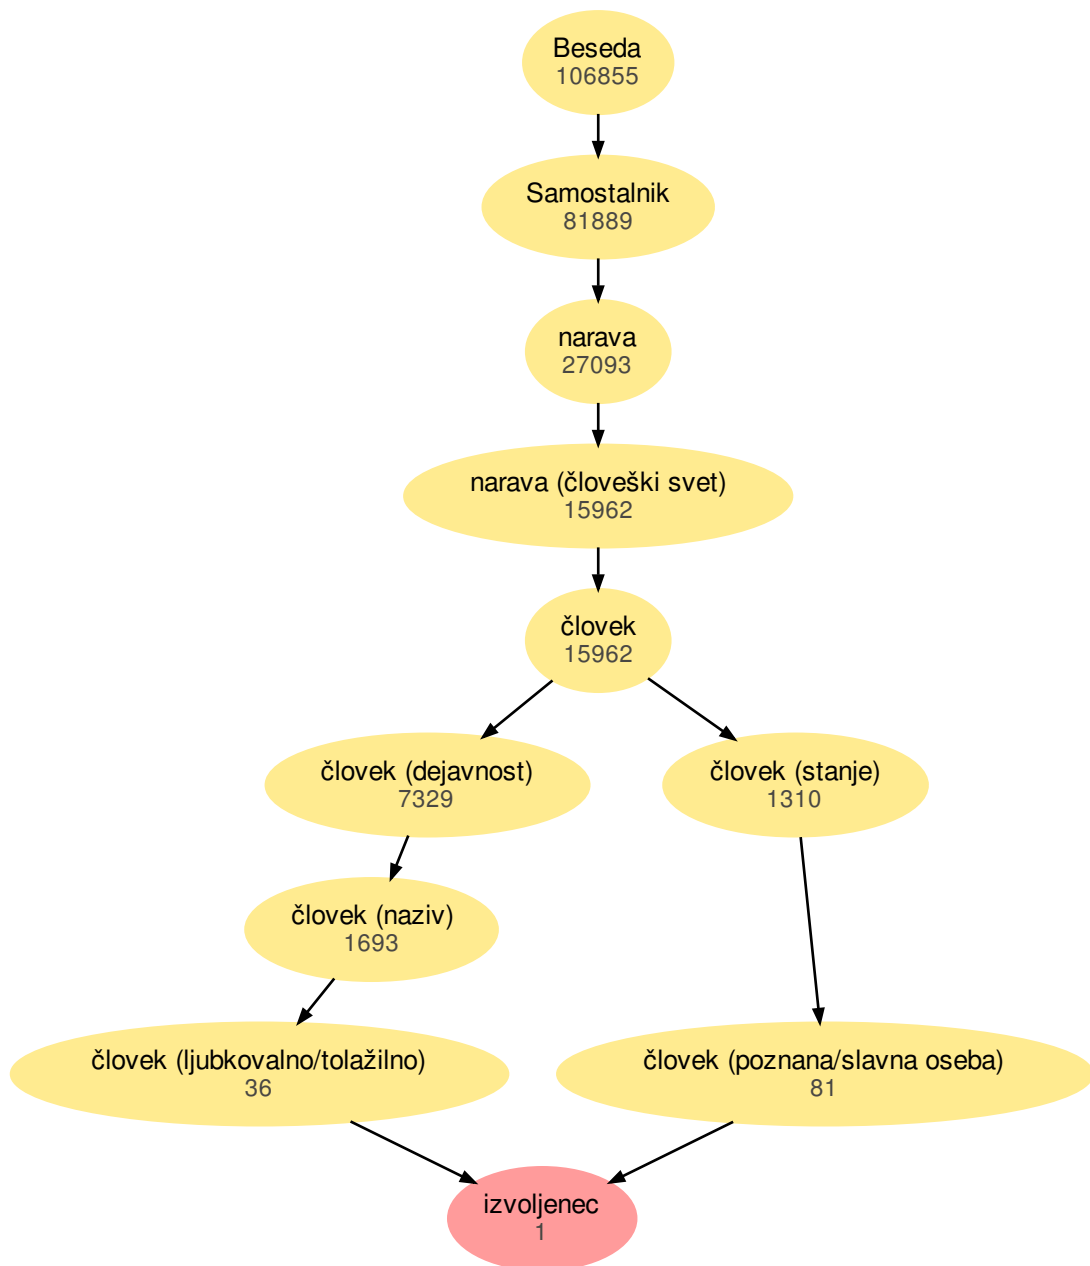 Beseda
106855
Samostalnik
81889
narava
27093
narava (človeški svet)
15962
človek
15962
človek (dejavnost)
7329
človek (stanje)
1310
človek (naziv)
1693
človek (ljubkovalno/tolažilno)
36
človek (poznana/slavna oseba)
81
izvoljenec
1